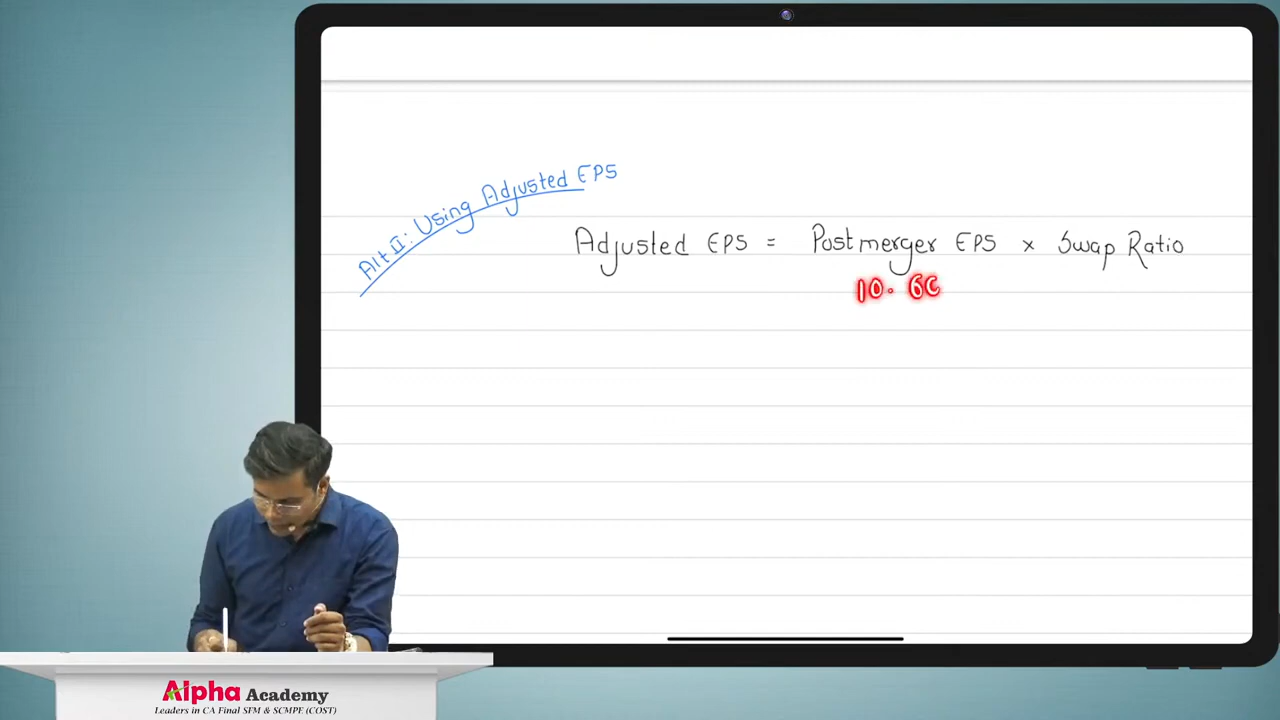 Alt II: Using Adjusted EPS
Adjusted EPS = Postmerger EPS x Swap Ratio
10.60
Alpha Academy
Leaders in CA Final SFM & SCMPE (COST)